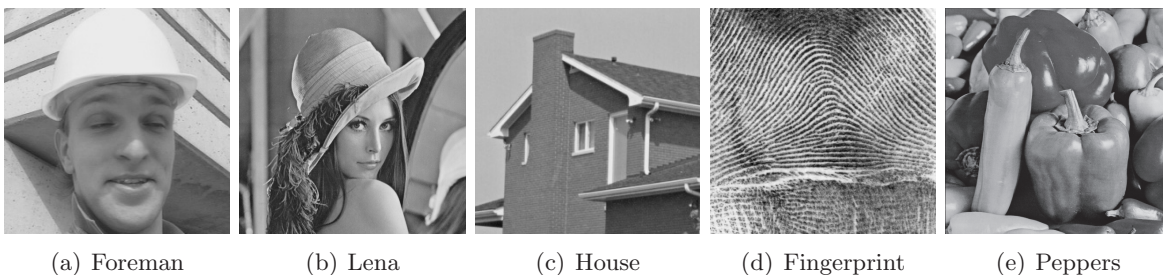 (a) Foreman
(b) Lena
(c) House
(d) Fingerprint
(e) Peppers